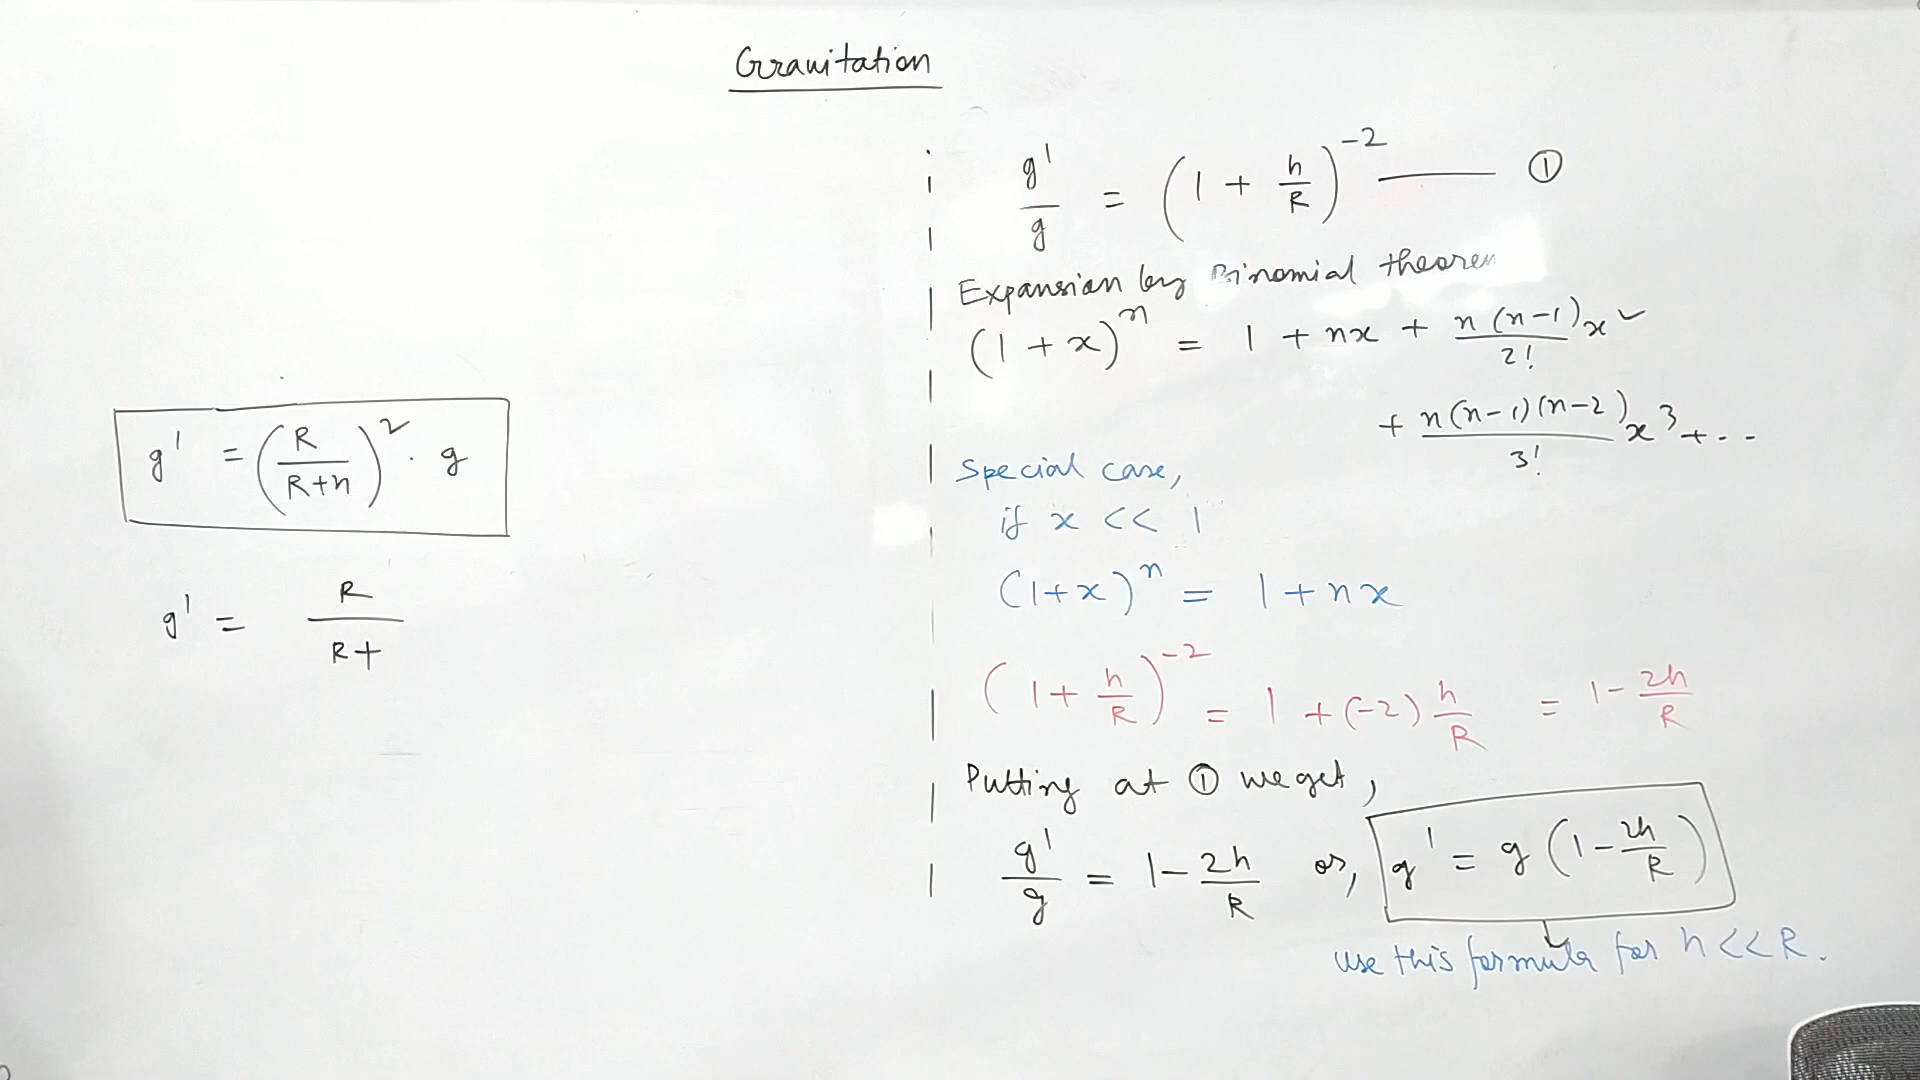 Gravitation
g' = (R/(R+h))² · g
g' = R/(R+
g'/g = (1 + h/R)⁻² —— ①
Expansion by Binomial theorem
(1+x)ⁿ = 1 + nx + n(n-1)/2! x²
+ n(n-1)(n-2)/3! x³ + ..
Special case,
if x << 1
(1+x)ⁿ = 1+nx
(1+ h/R)⁻² = 1 +(-2) h/R = 1- 2h/R
Putting at ① we get,
g'/g = 1- 2h/R or, g' = g (1- 2h/R)
use this formula for h<<R.